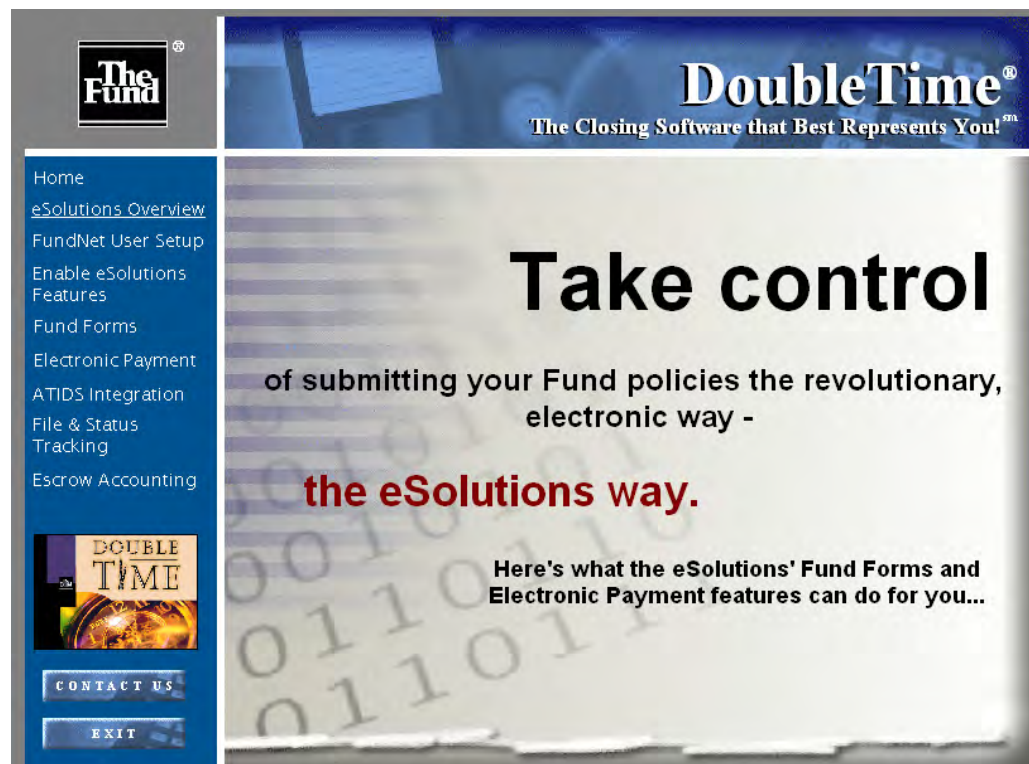 The
Fund
®
DoubleTime®
The Closing Software that Best Represents You!℠
Home
eSolutions Overview
FundNet User Setup
Enable eSolutions
Features
Fund Forms
Electronic Payment
ATIDS Integration
File & Status
Tracking
Escrow Accounting
DOUBLE
TIME
CONTACT US
EXIT
Take control
of submitting your Fund policies the revolutionary,
electronic way -
the eSolutions way.
Here's what the eSolutions' Fund Forms and
Electronic Payment features can do for you...